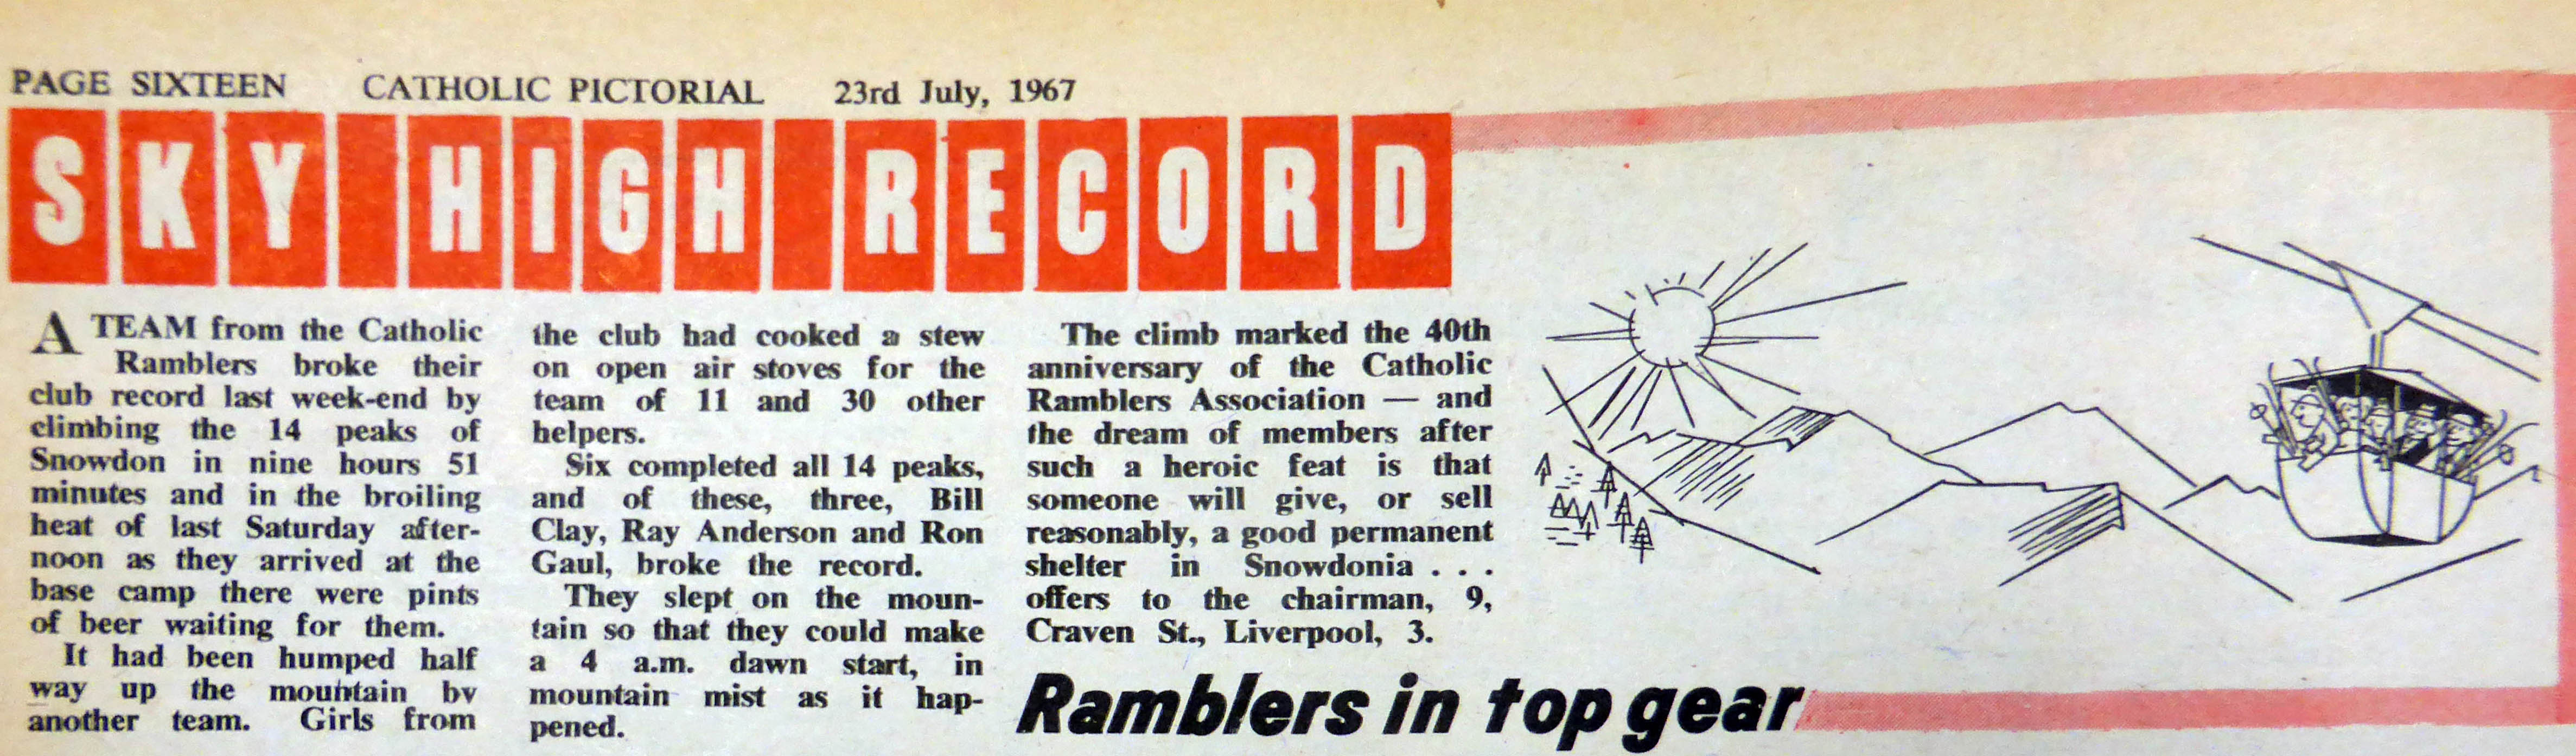 PAGE SIXTEEN CATHOLIC PICTORIAL 23rd July, 1967
SKY HIGH RECORD
A TEAM from the Catholic
Ramblers broke their
club record last week-end by
climbing the 14 peaks of
Snowdon in nine hours 51
minutes and in the broiling
heat of last Saturday after-
noon as they arrived at the
base camp there were pints
of beer waiting for them.
It had been humped half
way up the mountain by
another team. Girls from
the club had cooked a stew
on open air stoves for the
team of 11 and 30 other
helpers.
Six completed all 14 peaks,
and of these, three, Bill
Clay, Ray Anderson and Ron
Gaul, broke the record.
They slept on the moun-
tain so that they could make
a 4 a.m. dawn start, in
mountain mist as it hap-
pened.
The climb marked the 40th
anniversary of the Catholic
Ramblers Association — and
the dream of members after
such a heroic feat is that
someone will give, or sell
reasonably, a good permanent
shelter in Snowdonia . . .
offers to the chairman, 9,
Craven St., Liverpool, 3.
Ramblers in top gear